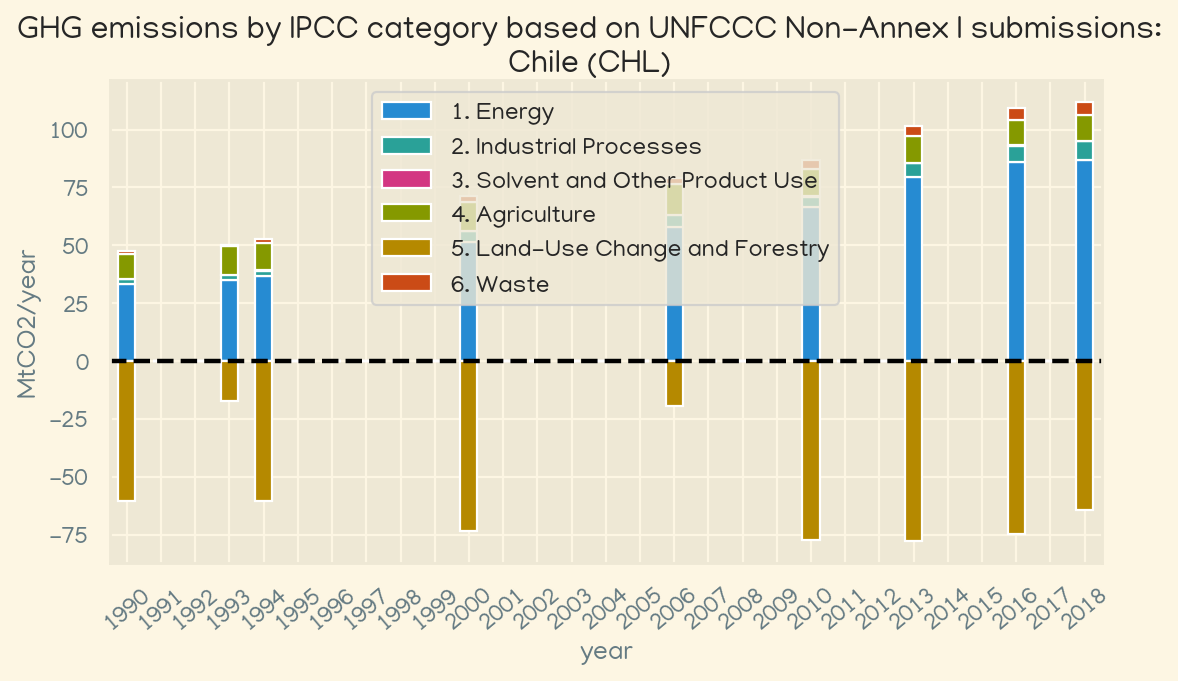 GHG emissions by IPCC category based on UNFCCC Non-Annex I submissions:
Chile (CHL)
1. Energy
2. Industrial Processes
3. Solvent and Other Product Use
4. Agriculture
5. Land-Use Change and Forestry
6. Waste
MtCO2/year
100
75
50
25
0
-25
-50
-75
1990 1991 1992 1993 1994 1995 1996 1997 1998 1999 2000 2001 2002 2003 2004 2005 2006 2007 2008 2009 2010 2011 2012 2013 2014 2015 2016 2017 2018
year